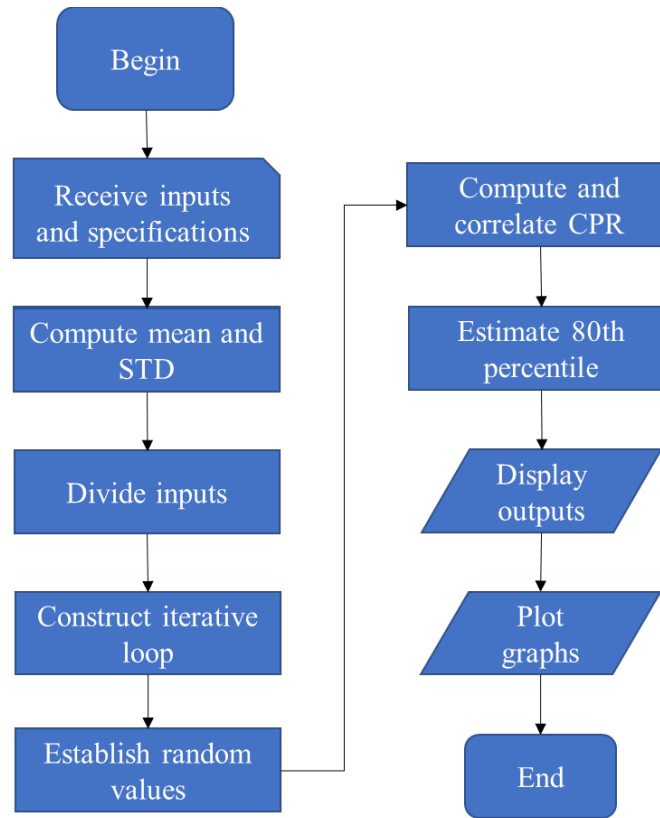 Begin
Receive inputs
and specifications
Compute mean and
STD
Divide inputs
Construct iterative
loop
Establish random
values
Compute and
correlate CPR
Estimate 80th
percentile
Display
outputs
Plot
graphs
End